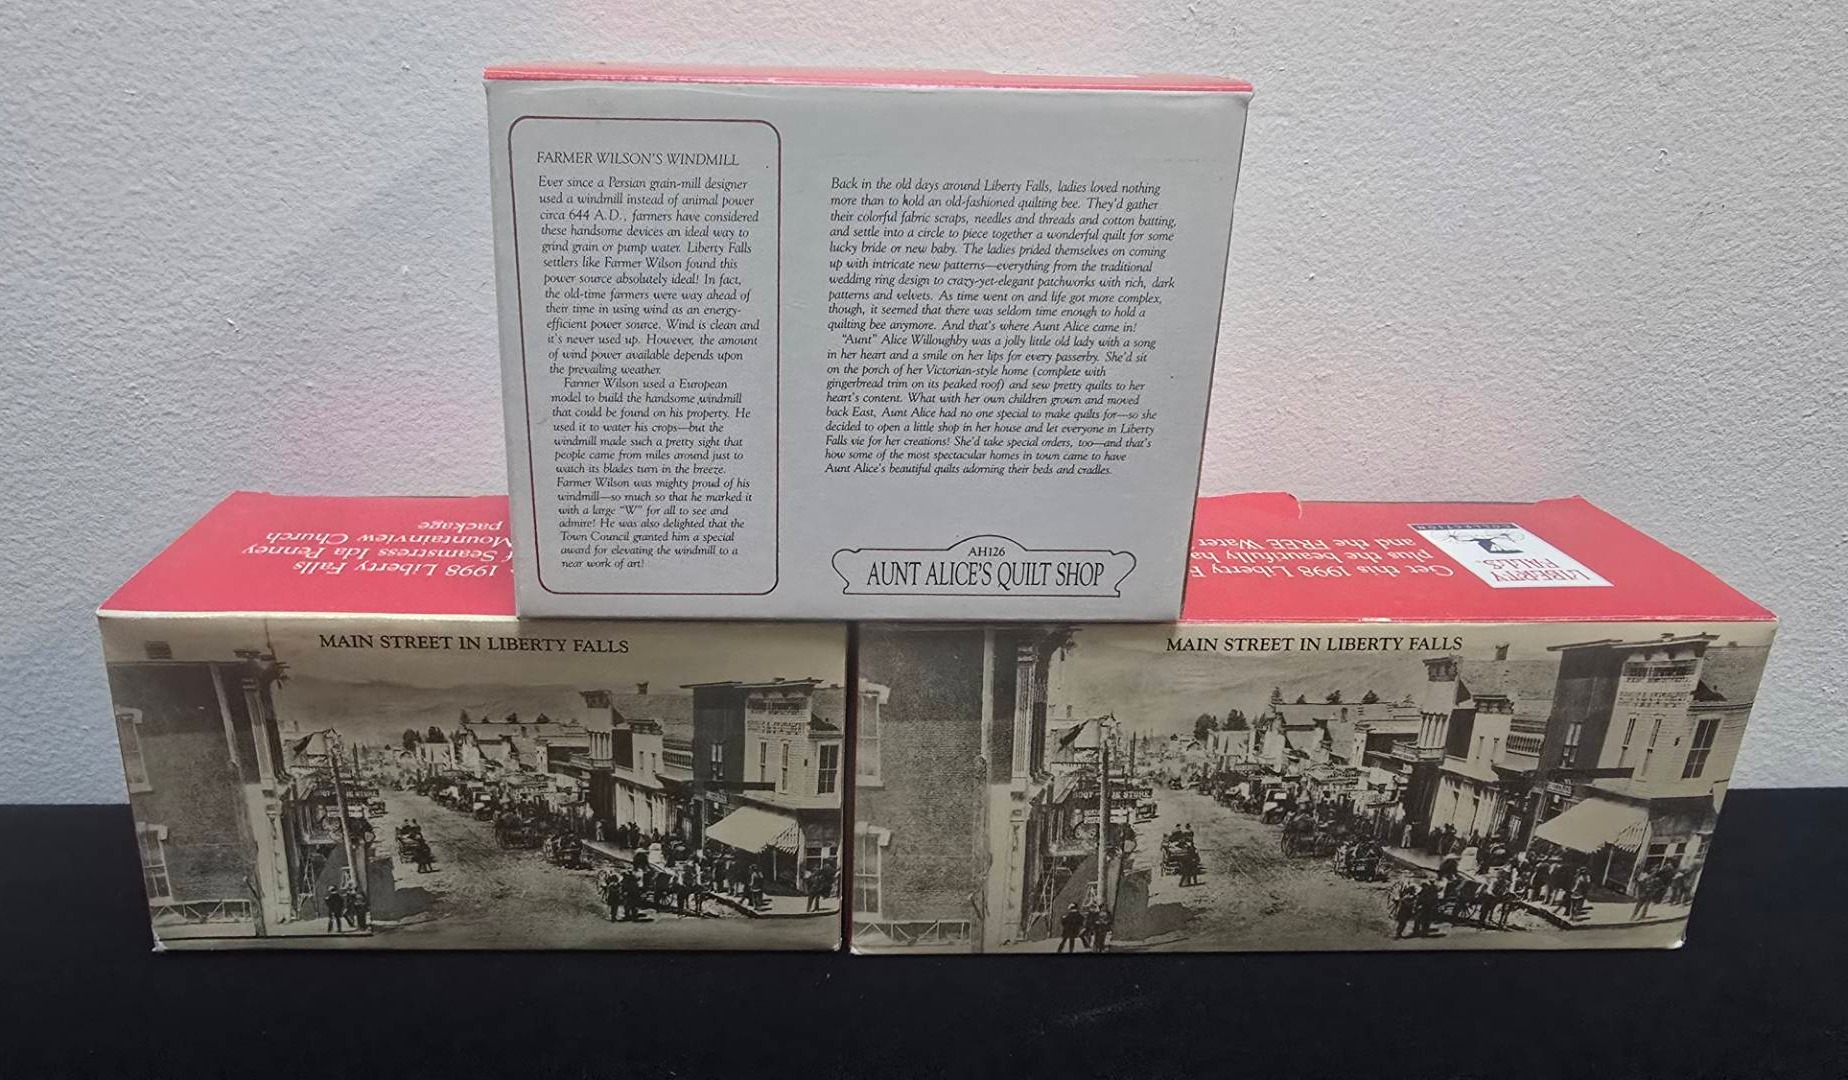 FARMER WILSON'S WINDMILL
Ever since a Persian grain-mill designer
used a windmill instead of animal power
circa 644 A.D., farmers have considered
these handsome devices an ideal way to
grind grain or pump water. Liberty Falls
settlers like Farmer Wilson found this
power source absolutely ideal! In fact,
the old-time farmers were way ahead of
their time in using wind as an energy-
efficient power source. Wind is clean and
it's never used up. However, the amount
of wind power available depends upon
the prevailing weather.
Farmer Wilson used a European
model to build the handsome windmill
that could be found on his property. He
used it to water his crops—but the
windmill made such a pretty sight that
people came from miles around just to
watch its blades turn in the breeze.
Farmer Wilson was mighty proud of his
windmill—so much so that he marked it
with a large "W" for all to see and
admire! He was also delighted that the
Town Council granted him a special
award for elevating the windmill to a
near work of art!
Back in the old days around Liberty Falls, ladies loved nothing
more than to hold an old-fashioned quilting bee. They'd gather
their colorful fabric scraps, needles and threads and cotton batting,
and settle into a circle to piece together a wonderful quilt for some
lucky bride or new baby. The ladies prided themselves on coming
up with intricate new patterns—everything from the traditional
wedding ring design to crazy-yet-elegant patchworks with rich, dark
patterns and velvets. As time went on and life got more complex,
though, it seemed that there was seldom time enough to hold a
quilting bee anymore. And that's where Aunt Alice came in!
"Aunt" Alice Willoughby was a jolly little old lady with a song
in her heart and a smile on her lips for every passerby. She'd sit
on the porch of her Victorian-style home (complete with
gingerbread trim on its peaked roof) and sew pretty quilts to her
heart's content. What with her own children grown and moved
back East, Aunt Alice had no one special to make quilts for—so she
decided to open a little shop in her house and let everyone in Liberty
Falls vie for her creations! She'd take special orders, too—and that's
how some of the most spectacular homes in town came to have
Aunt Alice's beautiful quilts adorning their beds and cradles.
AH126
AUNT ALICE'S QUILT SHOP
1998 Liberty Falls
f Seamstress Ida Penney
Mountainview Church
package
LIBERTY
FALLS
COLLECTION
Get this 1998 Liberty F
plus the beautifully ha
and the FREE Water
MAIN STREET IN LIBERTY FALLS
MAIN STREET IN LIBERTY FALLS